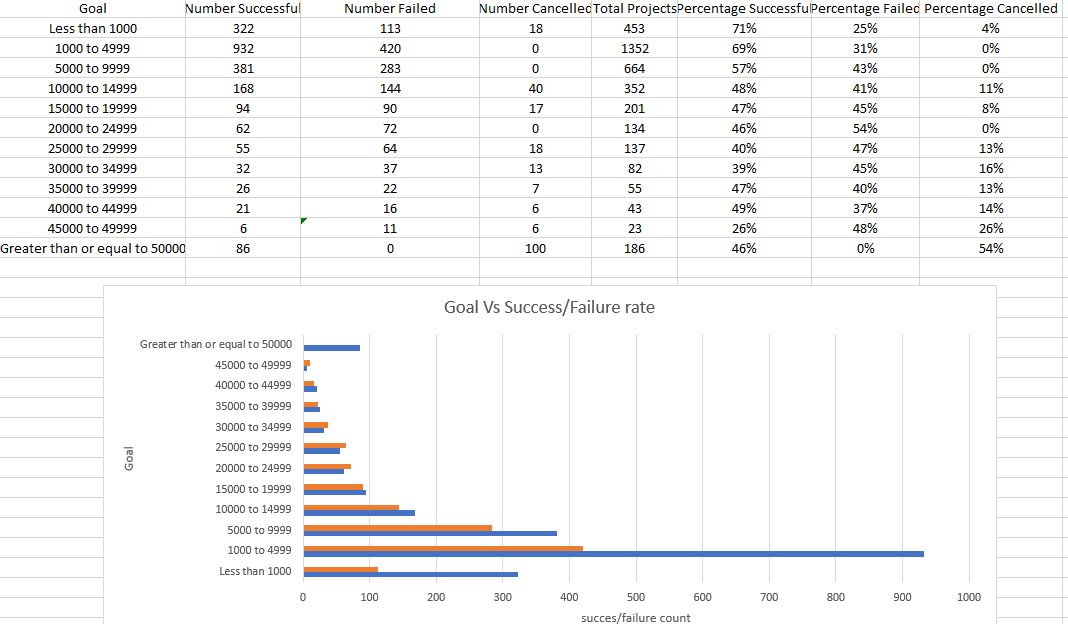 Goal Number Successful Number Failed Number Cancelled Total Projects Percentage Successful Percentage Failed Percentage Cancelled
Less than 1000 322 113 18 453 71% 25% 4%
1000 to 4999 932 420 0 1352 69% 31% 0%
5000 to 9999 381 283 0 664 57% 43% 0%
10000 to 14999 168 144 40 352 48% 41% 11%
15000 to 19999 94 90 17 201 47% 45% 8%
20000 to 24999 62 72 0 134 46% 54% 0%
25000 to 29999 55 64 18 137 40% 47% 13%
30000 to 34999 32 37 13 82 39% 45% 16%
35000 to 39999 26 22 7 55 47% 40% 13%
40000 to 44999 21 16 6 43 49% 37% 14%
45000 to 49999 6 11 6 23 26% 48% 26%
Greater than or equal to 50000 86 0 100 186 46% 0% 54%
Goal Vs Success/Failure rate
Goal
Greater than or equal to 50000
45000 to 49999
40000 to 44999
35000 to 39999
30000 to 34999
25000 to 29999
20000 to 24999
15000 to 19999
10000 to 14999
5000 to 9999
1000 to 4999
Less than 1000
0 100 200 300 400 500 600 700 800 900 1000
succes/failure count